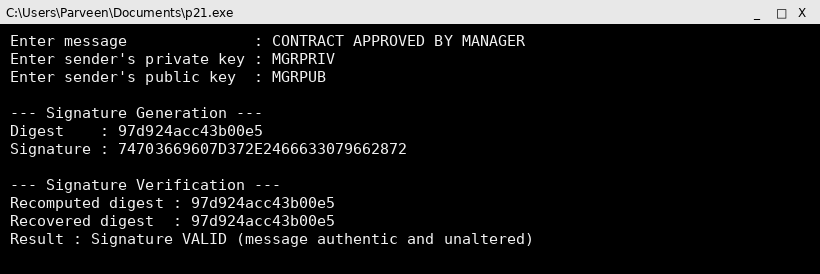 C:\Users\Parveen\Documents\p21.exe
Enter message              : CONTRACT APPROVED BY MANAGER
Enter sender's private key : MGRPRIV
Enter sender's public key  : MGRPUB
--- Signature Generation ---
Digest    : 97d924acc43b00e5
Signature : 74703669607D372E2466633079662872
--- Signature Verification ---
Recomputed digest : 97d924acc43b00e5
Recovered digest  : 97d924acc43b00e5
Result : Signature VALID (message authentic and unaltered)